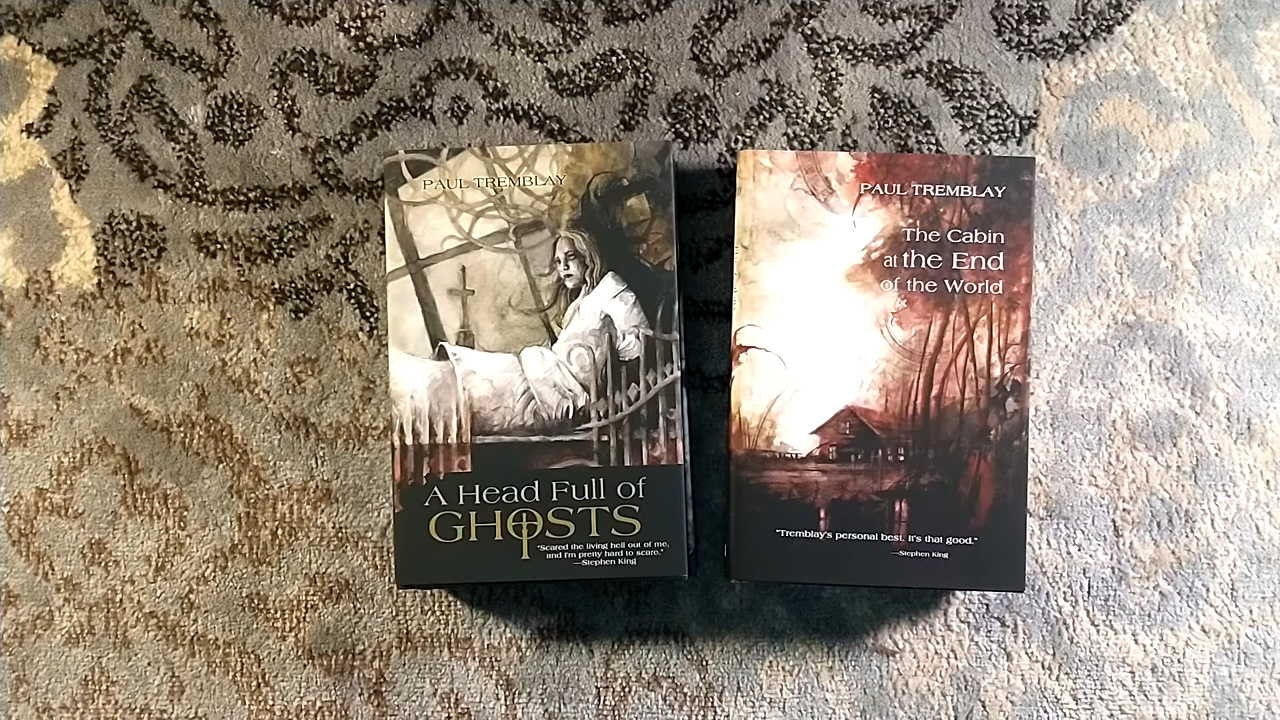 PAUL TREMBLAY
A Head Full of
GHOSTS
"Scared the living hell out of me,
and I'm pretty hard to scare."
—Stephen King
PAUL TREMBLAY
The Cabin
at the End
of the World
"Tremblay's personal best. It's that good."
—Stephen King